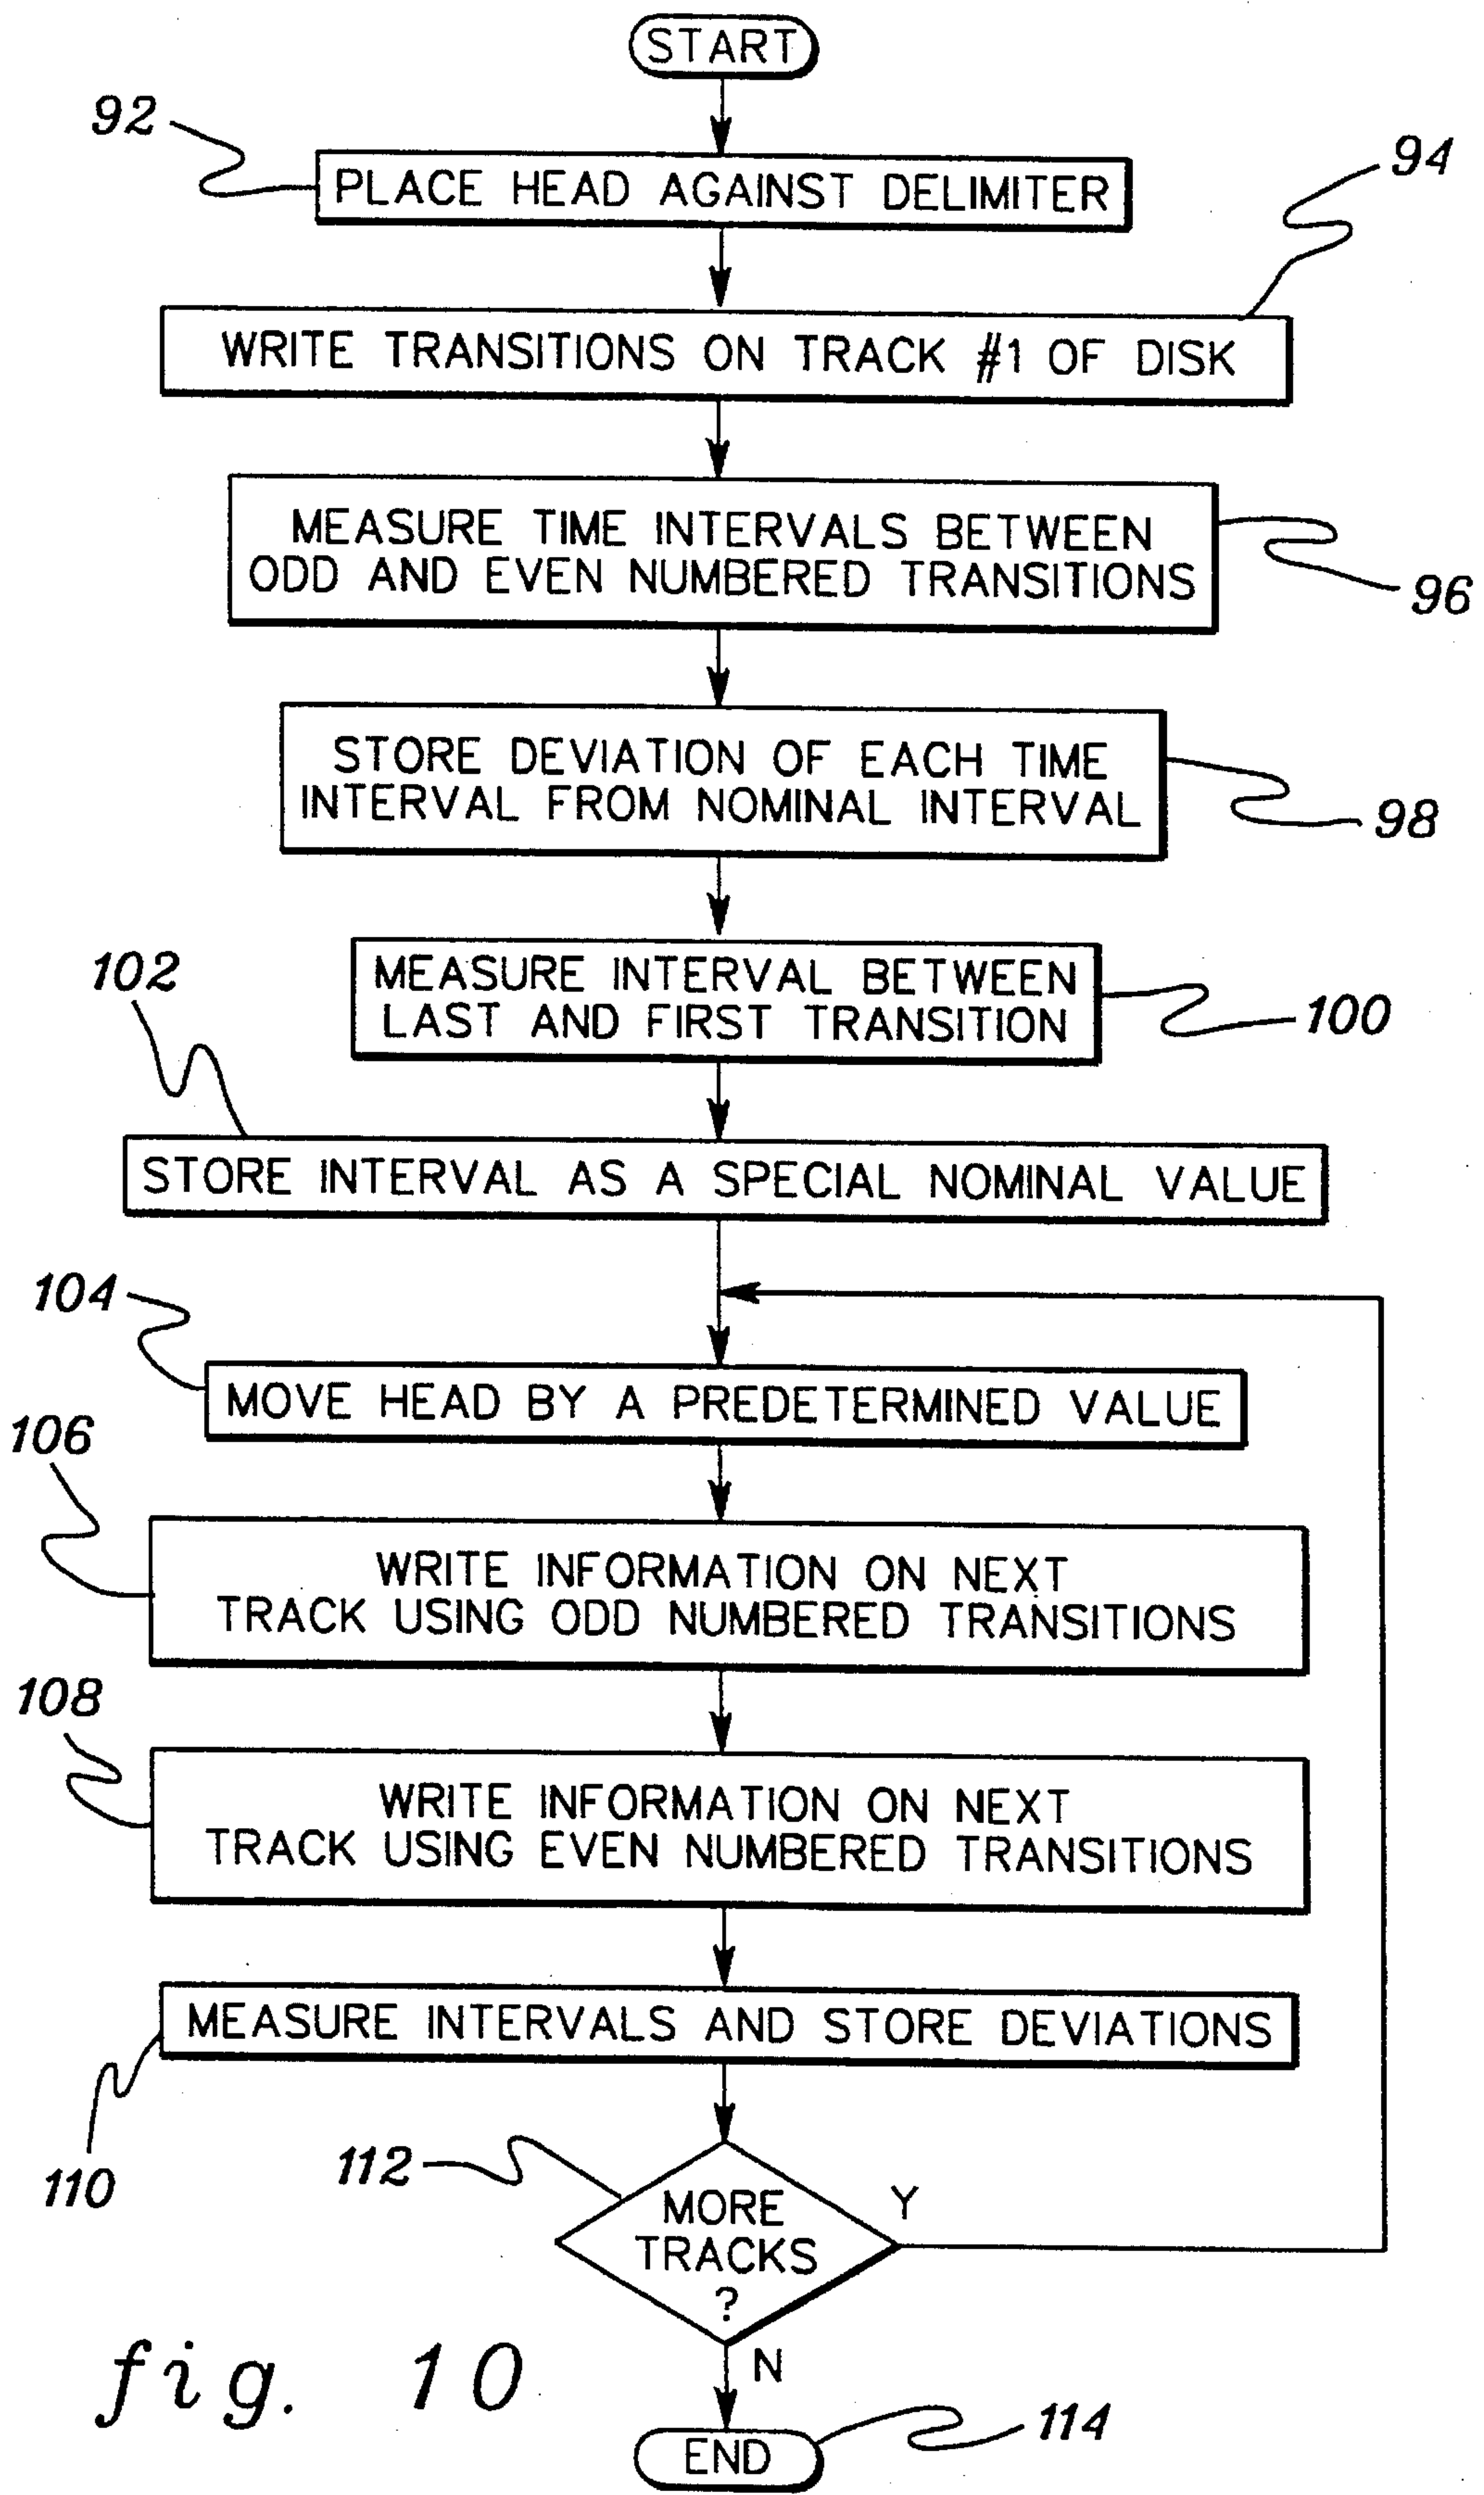 START
92
PLACE HEAD AGAINST DELIMITER
94
WRITE TRANSITIONS ON TRACK #1 OF DISK
MEASURE TIME INTERVALS BETWEEN
ODD AND EVEN NUMBERED TRANSITIONS
96
STORE DEVIATION OF EACH TIME
INTERVAL FROM NOMINAL INTERVAL
98
MEASURE INTERVAL BETWEEN
LAST AND FIRST TRANSITION
100
102
STORE INTERVAL AS A SPECIAL NOMINAL VALUE
104
MOVE HEAD BY A PREDETERMINED VALUE
106
WRITE INFORMATION ON NEXT
TRACK USING ODD NUMBERED TRANSITIONS
108
WRITE INFORMATION ON NEXT
TRACK USING EVEN NUMBERED TRANSITIONS
MEASURE INTERVALS AND STORE DEVIATIONS
110
112
MORE
TRACKS
?
Y
N
fig. 10
END
114